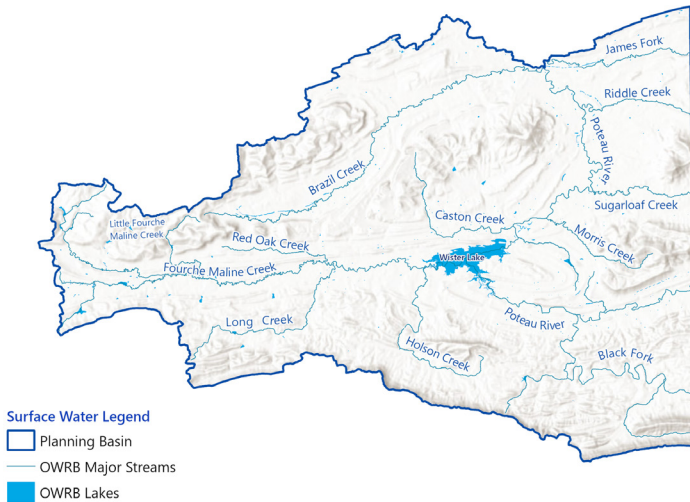 James Fork
Riddle Creek
Poteau River
Brazil Creek
Sugarloaf Creek
Little Fourche
Maline Creek
Caston Creek
Morris Creek
Red Oak Creek
Wister Lake
Fourche Maline Creek
Long Creek
Poteau River
Holson Creek
Black Fork
Surface Water Legend
Planning Basin
OWRB Major Streams
OWRB Lakes